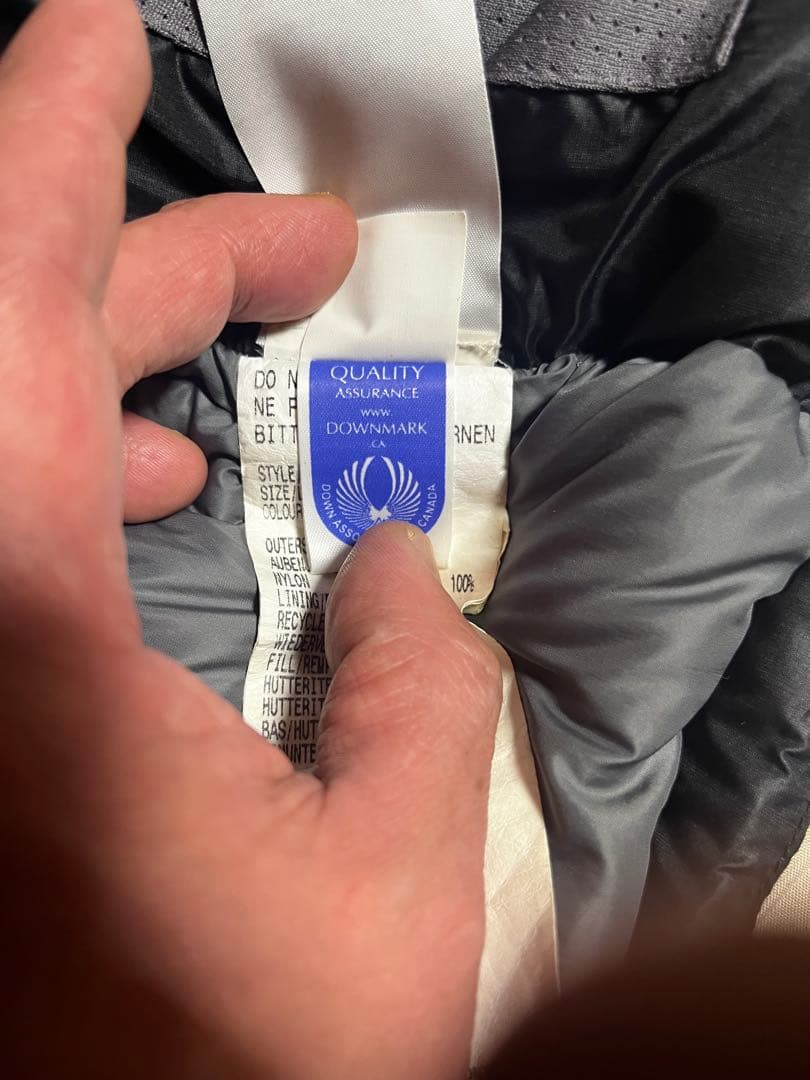 QUALITY
ASSURANCE
www.
DOWNMARK
.CA
DOWN ASSO CANADA
DO N
NE F
BITT RNEN
STYLE/
SIZE/
COLOUR
OUTERS
AUBEN
NYLON 100%
LINING/
RECYCLE
WIEDERV
FILL/REM
HUTTERIT
HUTTERIT
BAS/HUT